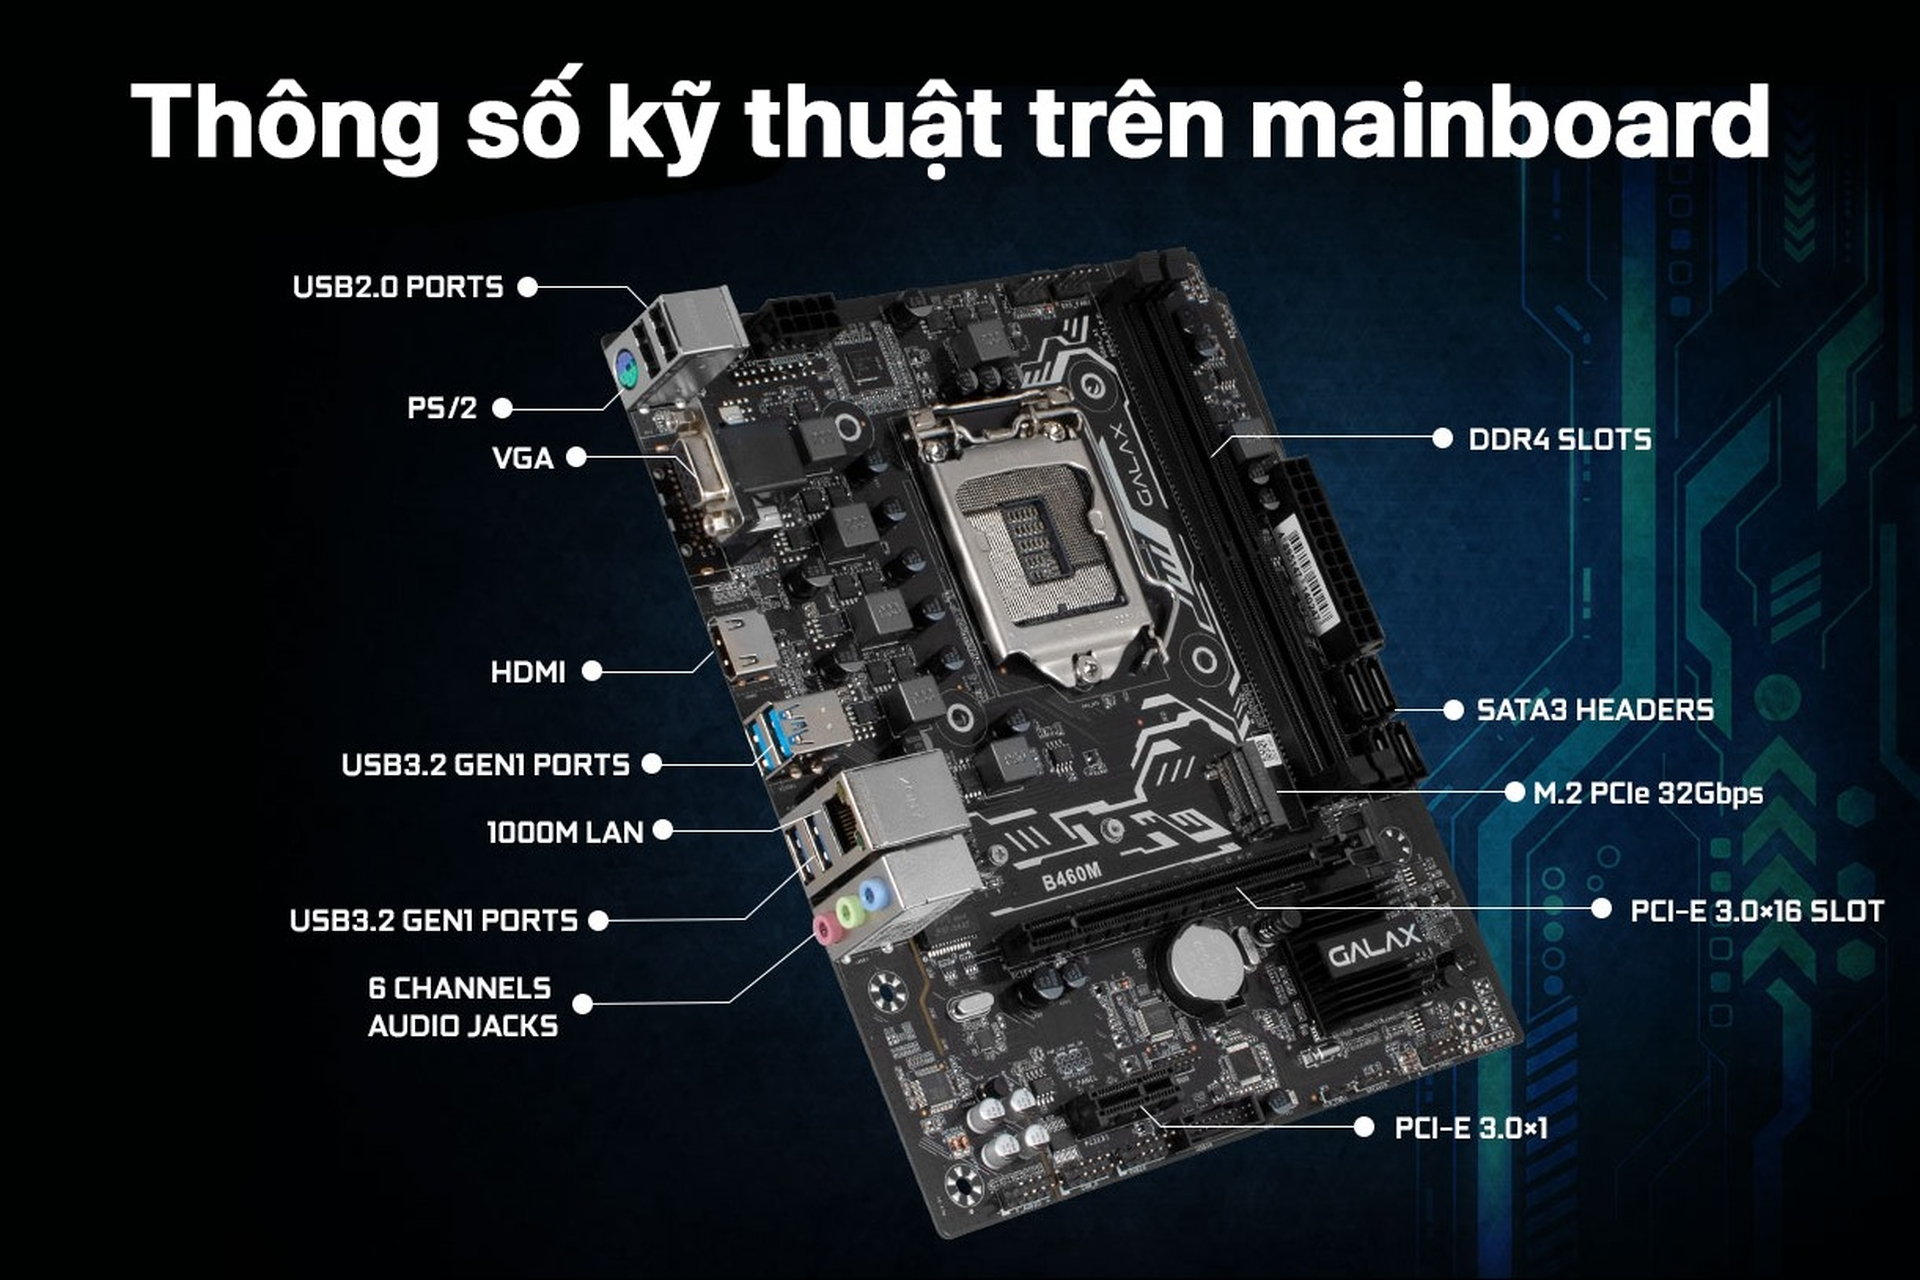 Thông số kỹ thuật trên mainboard
USB2.0 PORTS
PS/2
VGA
HDMI
USB3.2 GEN1 PORTS
1000M LAN
USB3.2 GEN1 PORTS
6 CHANNELS
AUDIO JACKS
DDR4 SLOTS
SATA3 HEADERS
M.2 PCIe 32Gbps
PCI-E 3.0×16 SLOT
PCI-E 3.0×1
GALAX
B460M
GALAX